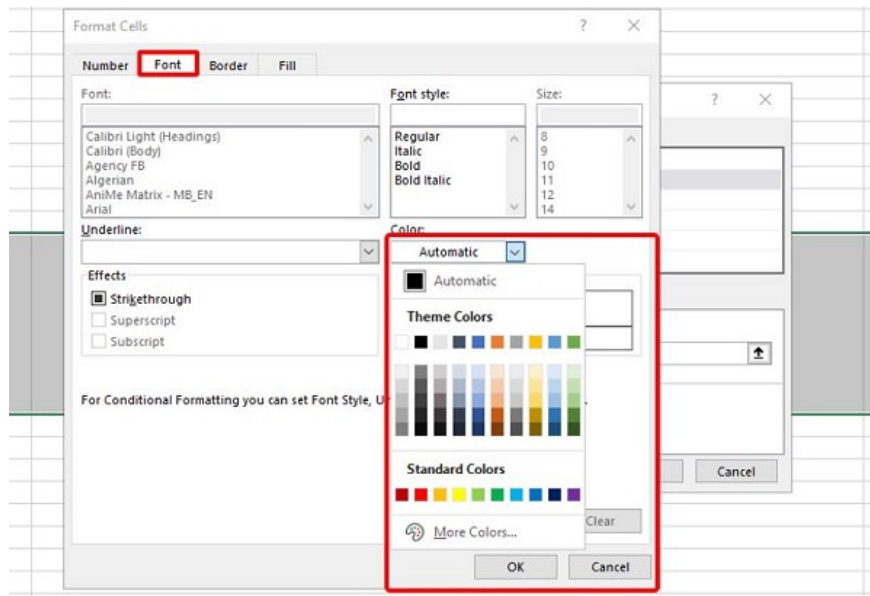 Format Cells ? ×
Number Font Border Fill
? ×
Font: Font style: Size:
Calibri Light (Headings) Regular 8
Calibri (Body) Italic 9
Agency FB Bold 10
Algerian Bold Italic 11
AniMe Matrix - MB_EN 12
Arial 14
Underline: Color:
Automatic
Effects
Automatic
Strikethrough
Superscript
Theme Colors
Subscript
For Conditional Formatting you can set Font Style, U
Standard Colors
Cancel
More Colors...
Clear
OK Cancel